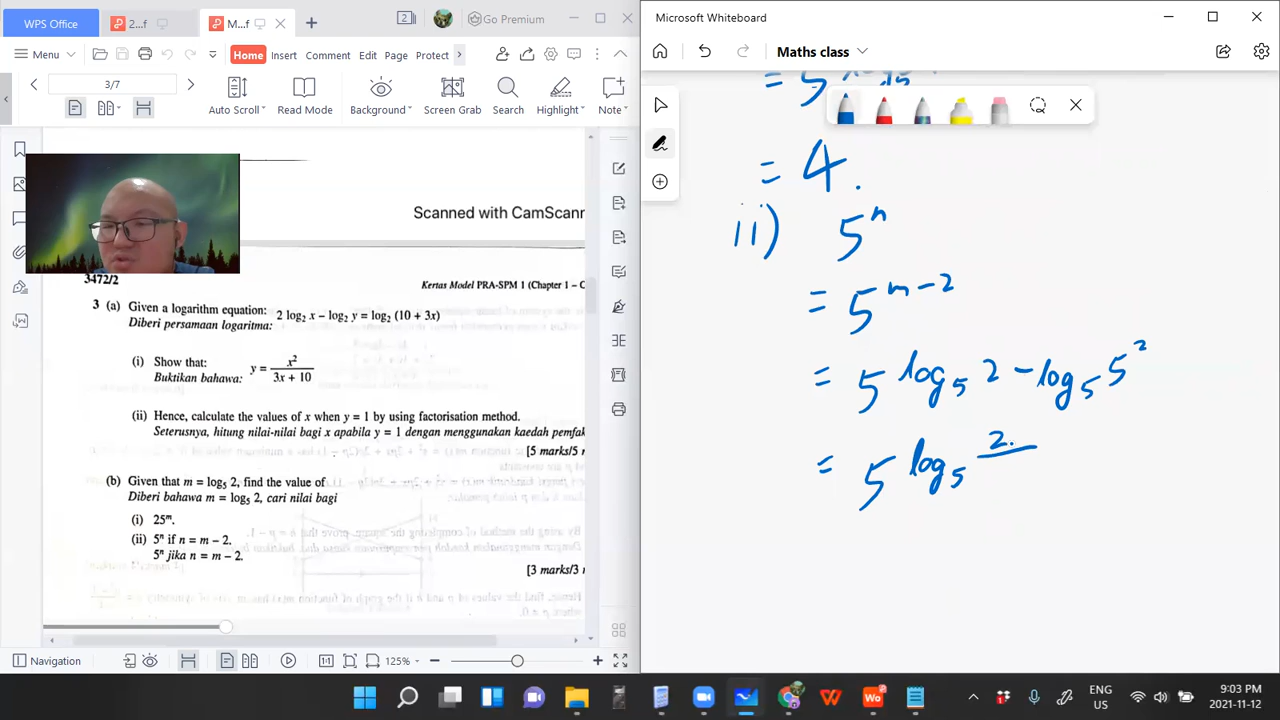 WPS Office
2...f
M...f
2
Go Premium
Microsoft Whiteboard
Menu
Home
Insert
Comment
Edit
Page
Protect
Maths class
3/7
Auto Scroll
Read Mode
Background
Screen Grab
Search
Highlight
Note
Scanned with CamScann
3472/2
Kertas Model PRA-SPM 1 (Chapter 1 – C
3 (a) Given a logarithm equation: 2 log₂ x – log₂ y = log₂ (10 + 3x)
Diberi persamaan logaritma:
(i) Show that: y = x² / (3x + 10)
Buktikan bahawa:
(ii) Hence, calculate the values of x when y = 1 by using factorisation method.
Seterusnya, hitung nilai-nilai bagi x apabila y = 1 dengan menggunakan kaedah pemfak
[5 marks/5
(b) Given that m = log₅ 2, find the value of
Diberi bahawa m = log₅ 2, cari nilai bagi
(i) 25ᵐ.
(ii) 5ⁿ if n = m – 2.
5ⁿ jika n = m – 2.
[3 marks/3
= 4.
ii) 5ⁿ
= 5^(m – 2)
= 5^(log₅ 2 – log₅ 5²)
= 5^(log₅ 2/
Navigation
125%
ENG
US
9:03 PM
2021-11-12